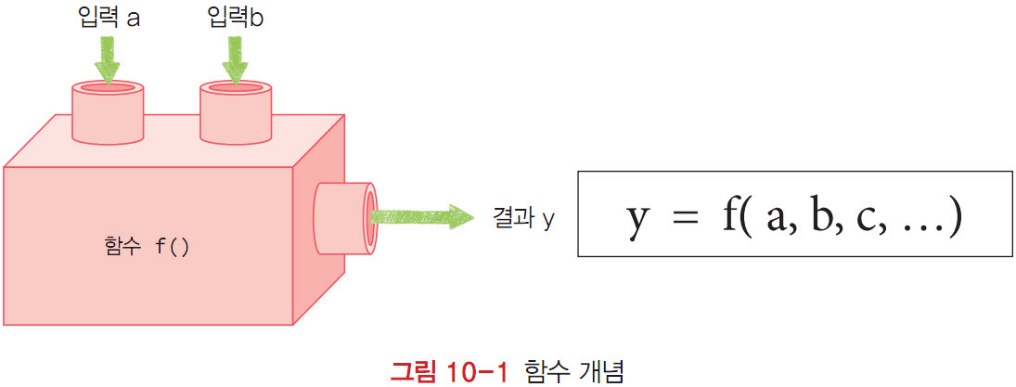 입력 a
입력b
함수 f()
결과 y
y = f( a, b, c, …)
그림 10-1 함수 개념